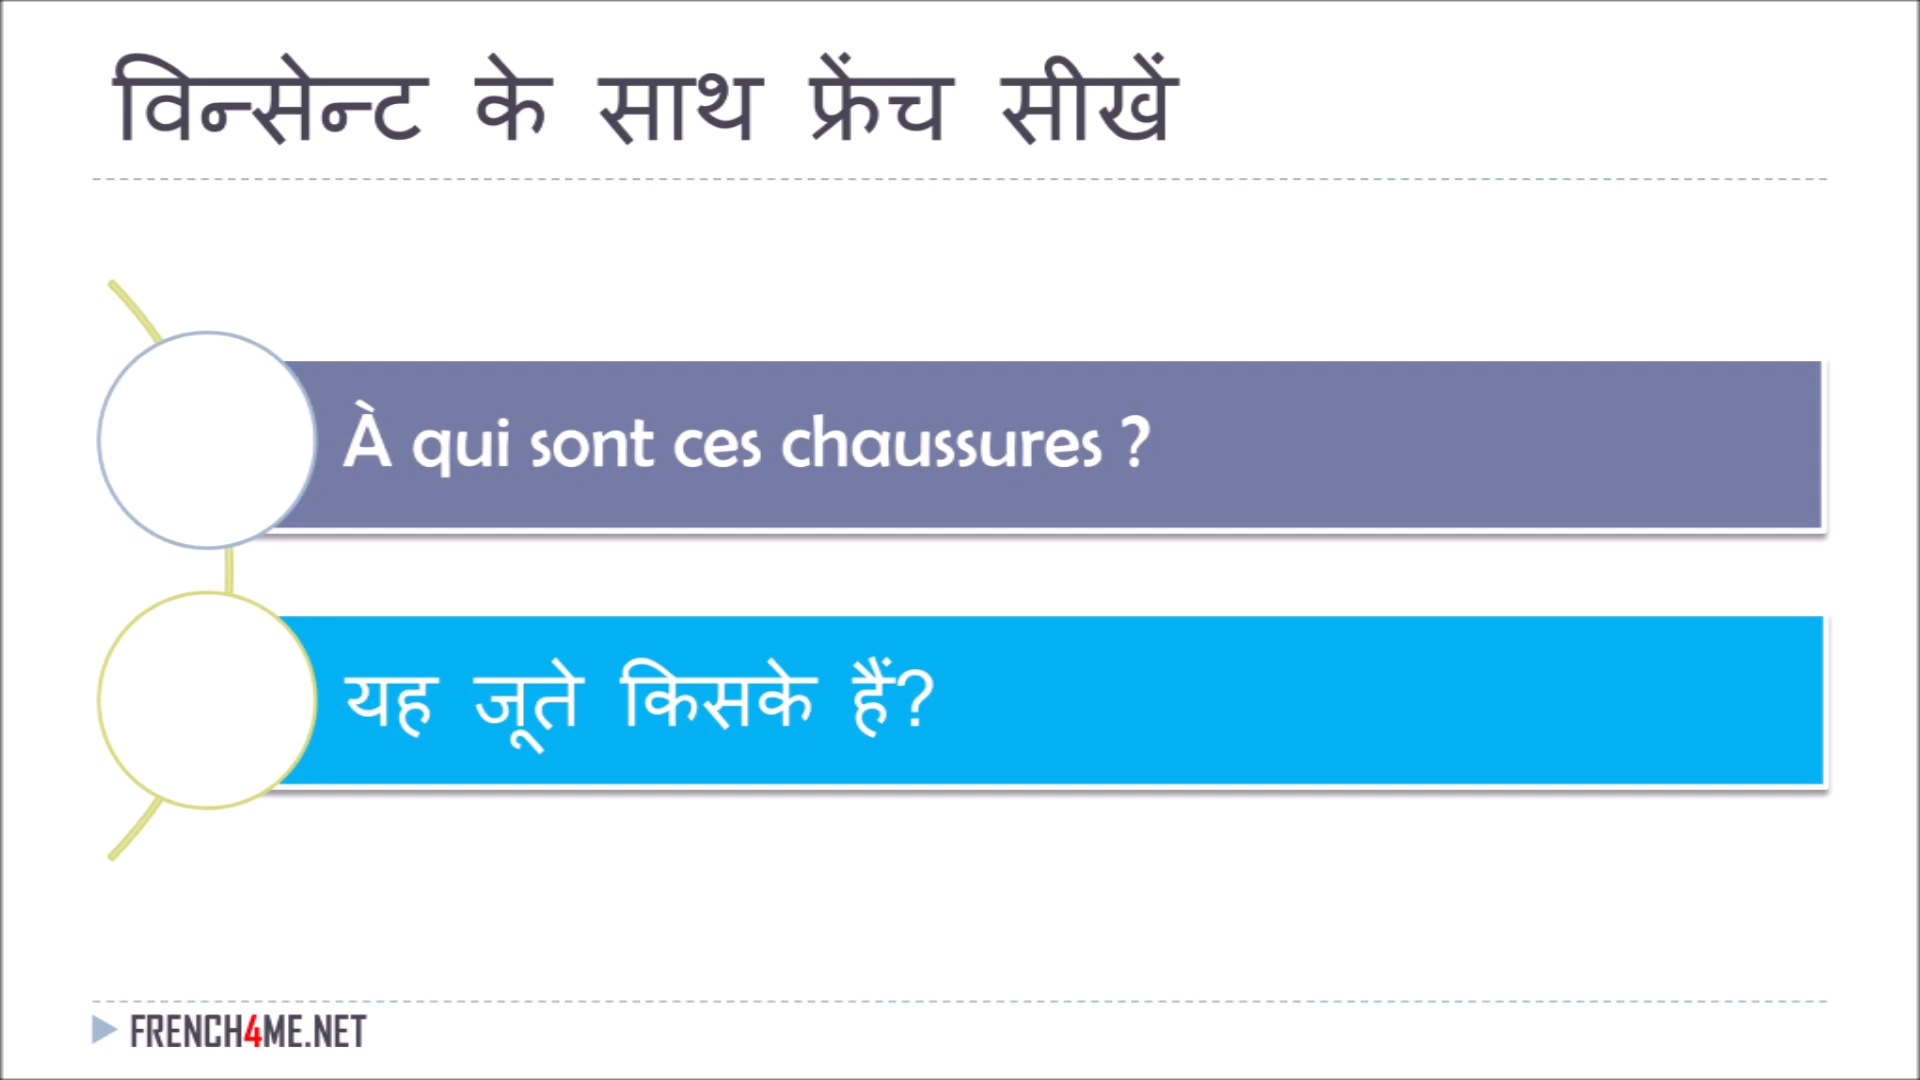 विन्सेन्ट के साथ फ्रेंच सीखें
À qui sont ces chaussures ?
यह जूते किसके हैं?
FRENCH4ME.NET